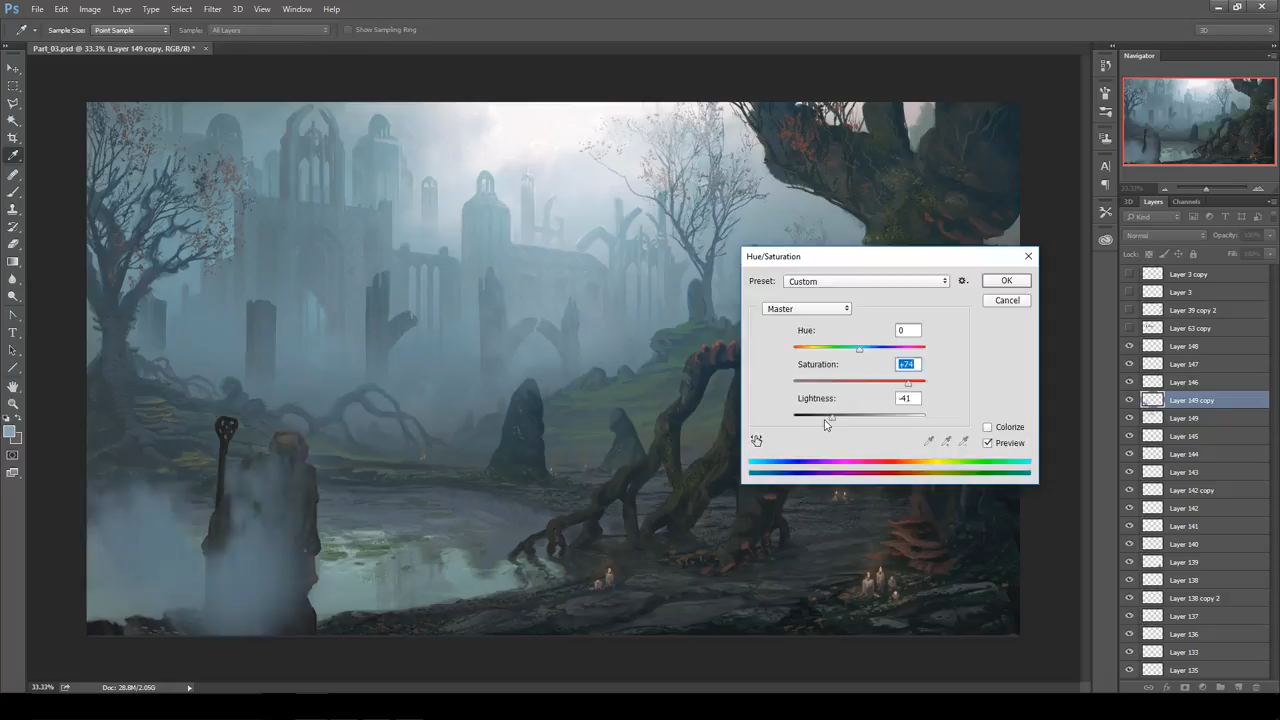 Ps File Edit Image Layer Type Select Filter 3D View Window Help
Sample Size: Point Sample Sample: All Layers Show Sampling Ring 3D
Part_03.psd @ 33.3% (Layer 149 copy, RGB/8) * ×
Navigator
33.33%
3D Layers Channels
Kind
Normal Opacity: 100%
Lock: Fill: 100%
Layer 3 copy
Layer 3
Layer 39 copy 2
Layer 63 copy
Layer 148
Layer 147
Layer 146
Layer 149 copy
Layer 149
Layer 145
Layer 144
Layer 143
Layer 142 copy
Layer 142
Layer 141
Layer 140
Layer 139
Layer 138
Layer 138 copy 2
Layer 137
Layer 136
Layer 133
Layer 135
Hue/Saturation
Preset: Custom OK
Cancel
Master
Hue: 0
Saturation: +74
Lightness: -41
Colorize
Preview
33.33% Doc: 28.8M/2.05G